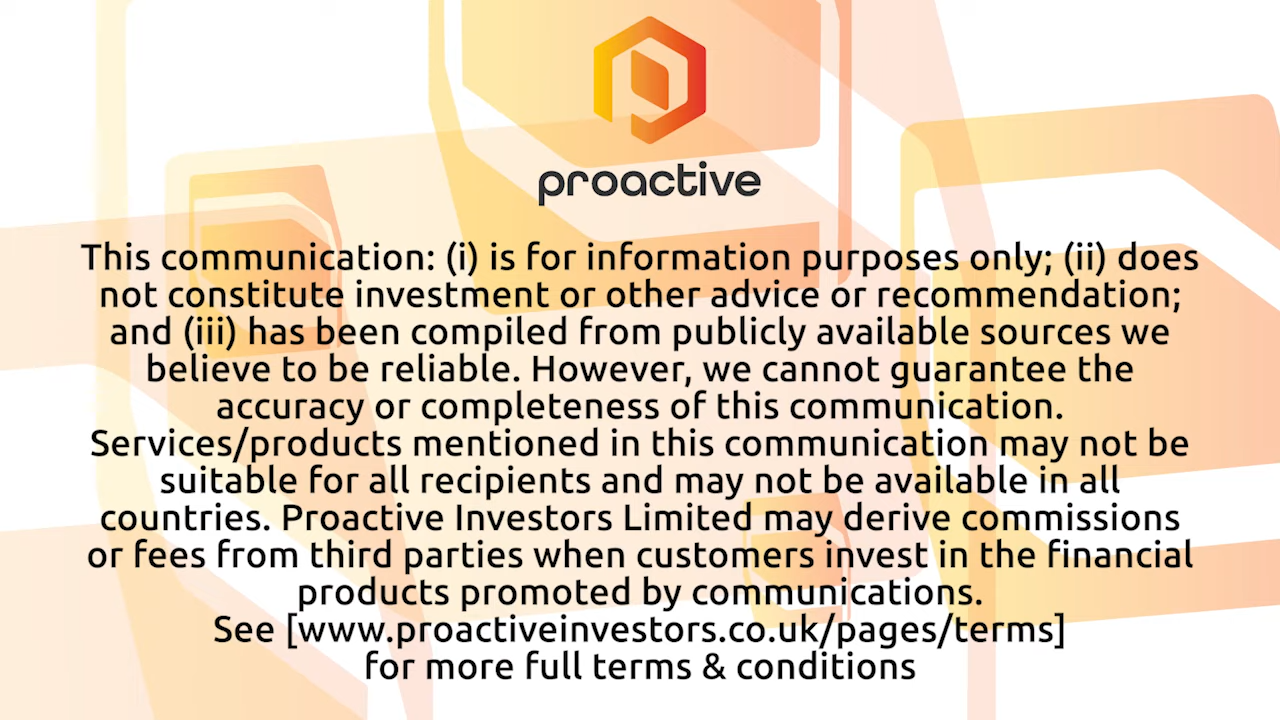 proactive
This communication: (i) is for information purposes only; (ii) does
not constitute investment or other advice or recommendation;
and (iii) has been compiled from publicly available sources we
believe to be reliable. However, we cannot guarantee the
accuracy or completeness of this communication.
Services/products mentioned in this communication may not be
suitable for all recipients and may not be available in all
countries. Proactive Investors Limited may derive commissions
or fees from third parties when customers invest in the financial
products promoted by communications.
See [www.proactiveinvestors.co.uk/pages/terms]
for more full terms & conditions